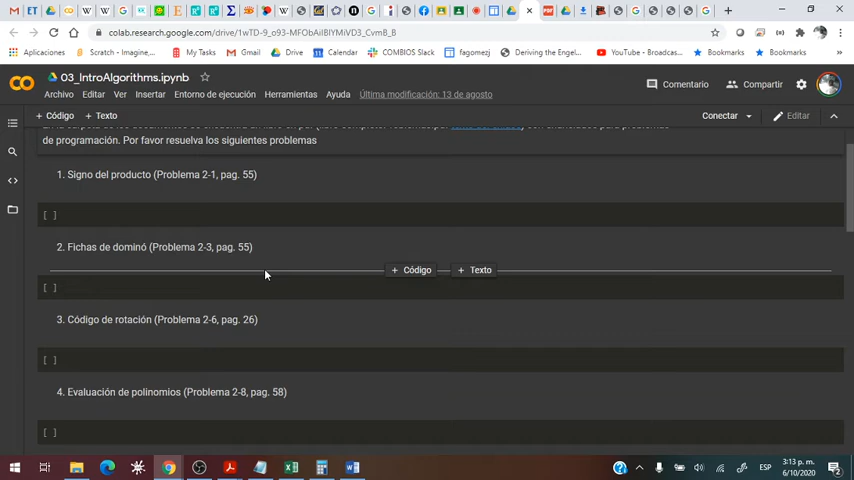 colab.research.google.com/drive/1wTD-9_o93-MFObAiIBIYMiVD3_CvmB_B
Aplicaciones
Scratch - Imagine,...
My Tasks
Gmail
Drive
Calendar
COMBIOS Slack
fagomezj
Deriving the Engel...
YouTube - Broadcas...
Bookmarks
Bookmarks
03_IntroAlgorithms.ipynb
Comentario
Compartir
Archivo Editar Ver Insertar Entorno de ejecución Herramientas Ayuda Última modificación: 13 de agosto
+ Código + Texto
Conectar
Editar
de programación. Por favor resuelva los siguientes problemas
1. Signo del producto (Problema 2-1, pag. 55)
[ ]
2. Fichas de dominó (Problema 2-3, pag. 55)
+ Código + Texto
[ ]
3. Código de rotación (Problema 2-6, pag. 26)
[ ]
4. Evaluación de polinomios (Problema 2-8, pag. 58)
[ ]
ESP
3:13 p. m.
6/10/2020